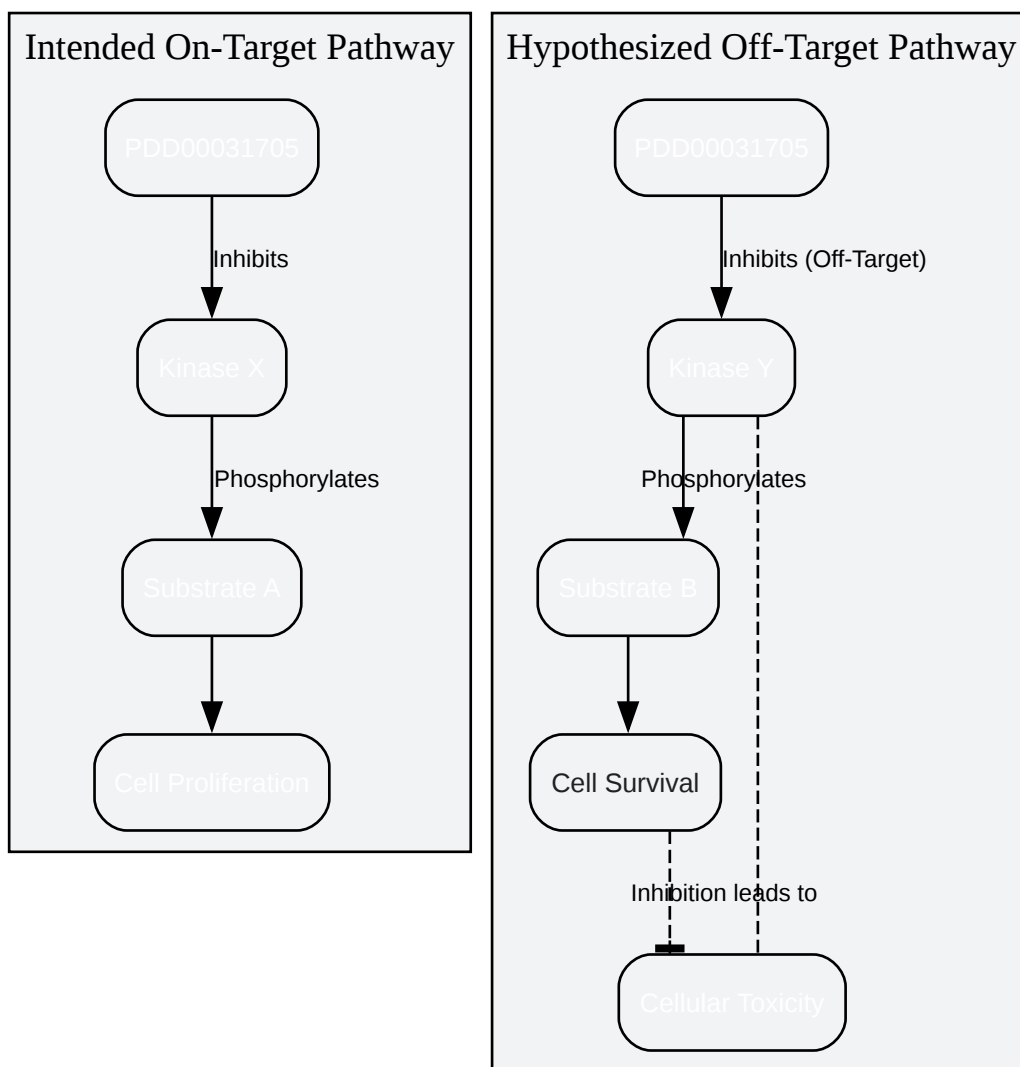 Intended On-Target Pathway
PDD00031705
Inhibits
Kinase X
Phosphorylates
Substrate A
Cell Proliferation
Hypothesized Off-Target Pathway
PDD00031705
Inhibits (Off-Target)
Kinase Y
Phosphorylates
Substrate B
Cell Survival
Inhibition leads to
Cellular Toxicity